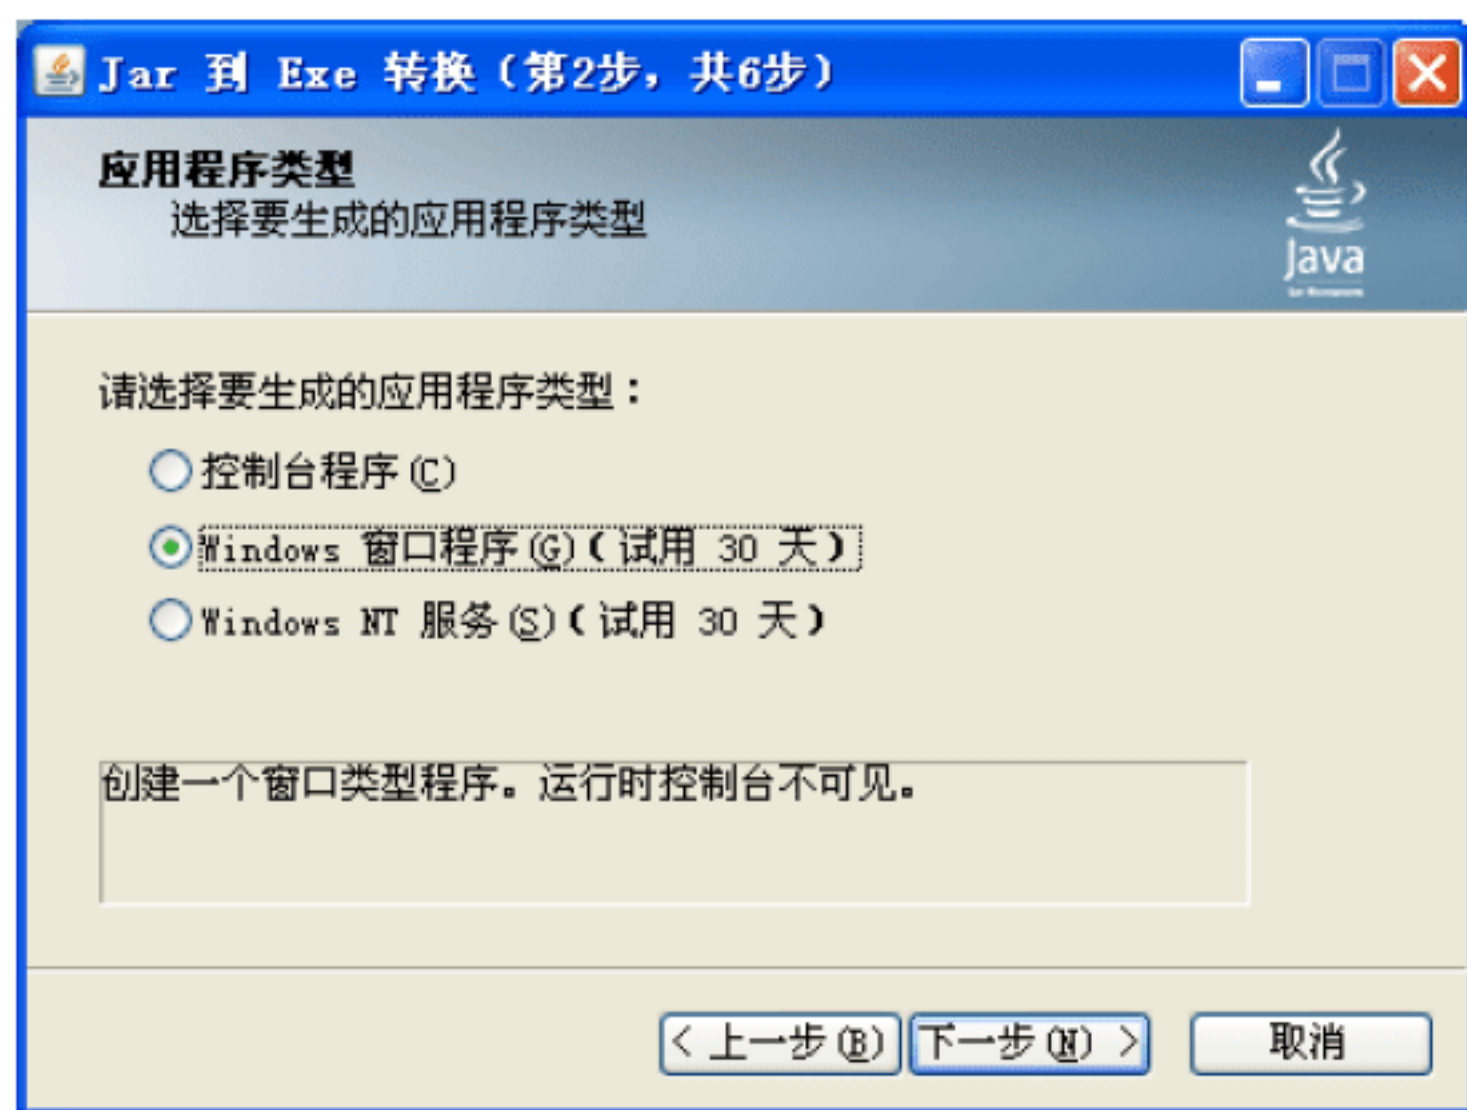 Jar 到 Exe 转换（第2步，共6步）
应用程序类型
选择要生成的应用程序类型
Java
请选择要生成的应用程序类型：
控制台程序(C)
Windows 窗口程序(G)（试用 30 天）
Windows NT 服务(S)（试用 30 天）
创建一个窗口类型程序。运行时控制台不可见。
< 上一步(B)
下一步(N) >
取消